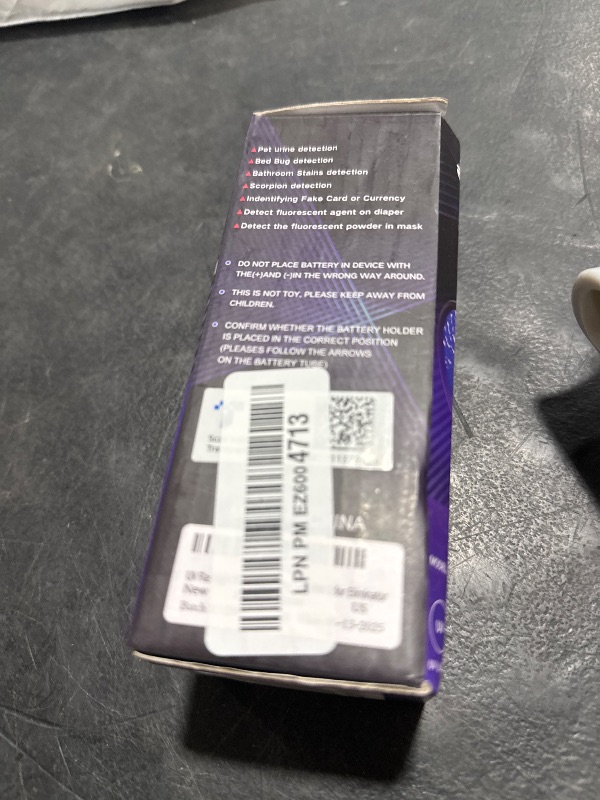 Pet urine detection
Bed Bug detection
Bathroom Stains detection
Scorpion detection
Indentifying Fake Card or Currency
Detect fluorescent agent on diaper
Detect the fluorescent powder in mask
DO NOT PLACE BATTERY IN DEVICE WITH
THE(+)AND (-)IN THE WRONG WAY AROUND.
THIS IS NOT TOY, PLEASE KEEP AWAY FROM
CHILDREN.
CONFIRM WHETHER THE BATTERY HOLDER
IS PLACED IN THE CORRECT POSITION
(PLEASES FOLLOW THE ARROWS
ON THE BATTERY TUBE)
LPN PM EZ6004713
New
US